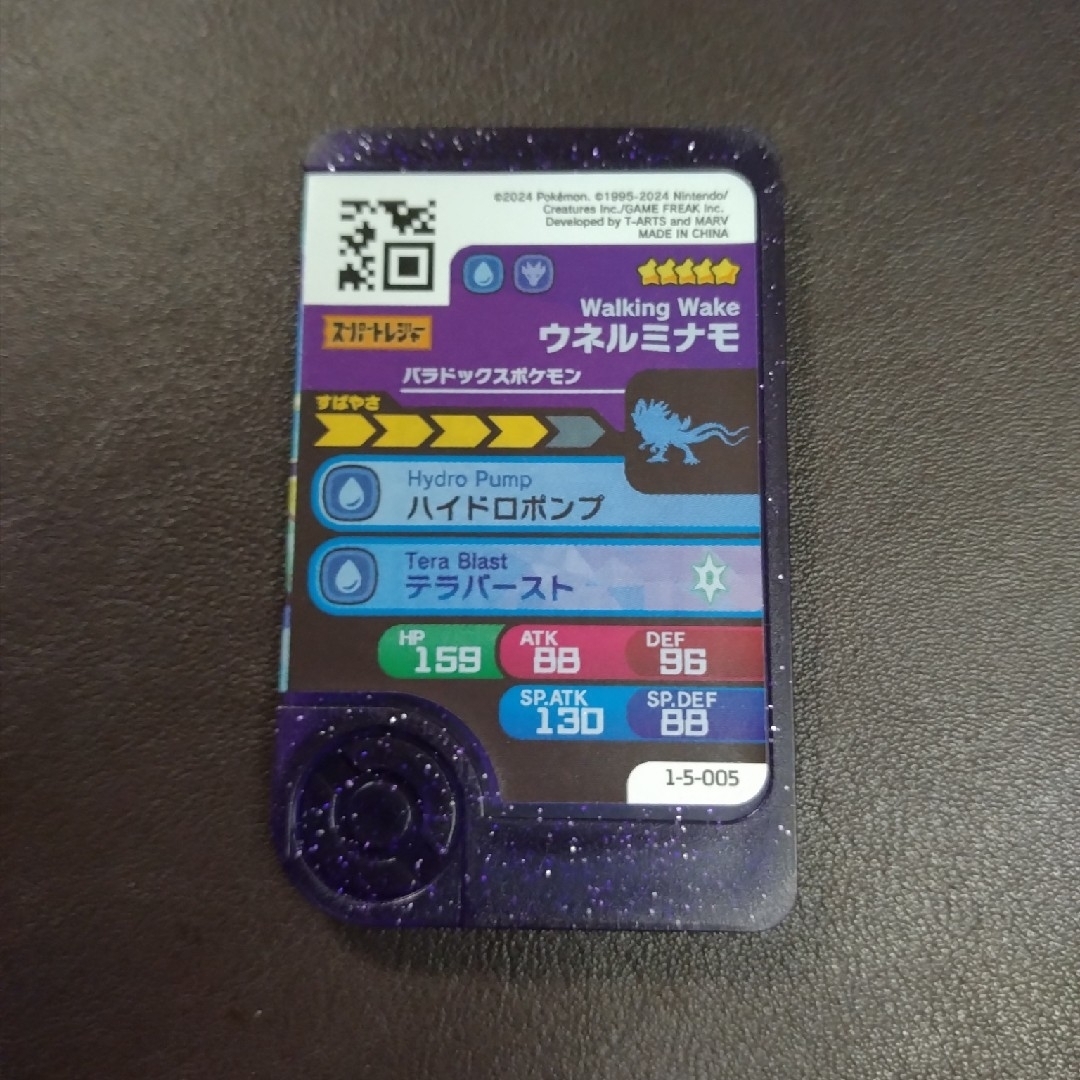 ©2024 Pokémon. ©1995-2024 Nintendo/
Creatures Inc./GAME FREAK inc.
Developed by T-ARTS and MARV
MADE IN CHINA
Walking Wake
スーパートレジャー
ウネルミナモ
パラドックスポケモン
すばやさ
Hydro Pump
ハイドロポンプ
Tera Blast
テラバースト
HP 159 ATK 88 DEF 96
SP.ATK 130 SP.DEF 88
1-5-005